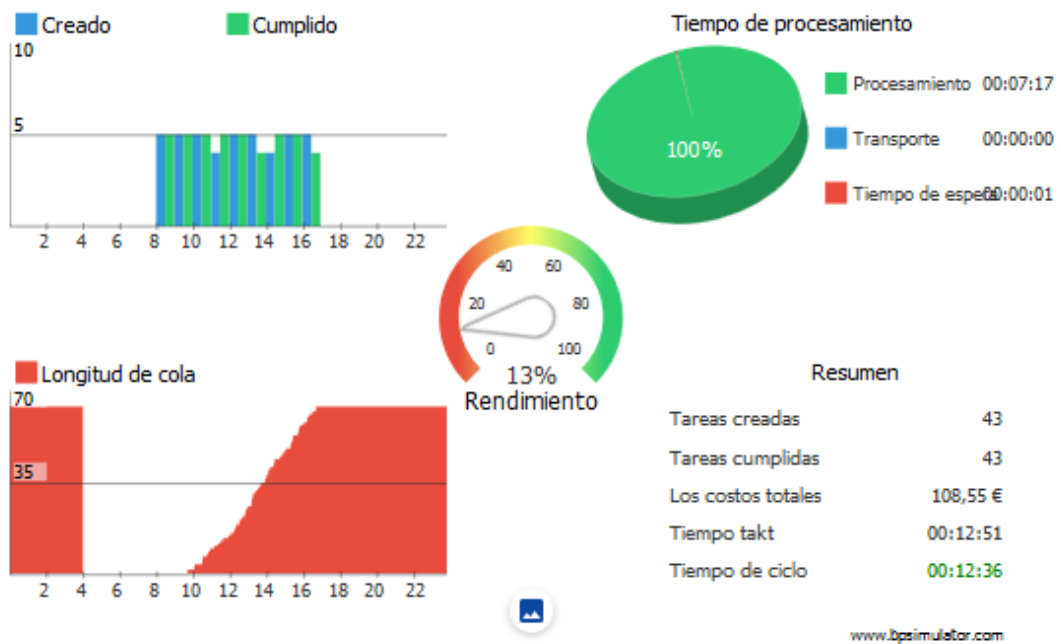 Creado
Cumplido
10
5
2 4 6 8 10 12 14 16 18 20 22
Tiempo de procesamiento
100%
Procesamiento 00:07:17
Transporte 00:00:00
Tiempo de espera 00:00:01
0 20 40 60 80 100
13%
Rendimiento
Longitud de cola
70
35
2 4 6 8 10 12 14 16 18 20 22
Resumen
Tareas creadas 43
Tareas cumplidas 43
Los costos totales 108,55 €
Tiempo takt 00:12:51
Tiempo de ciclo 00:12:36
www.bpsimulator.com